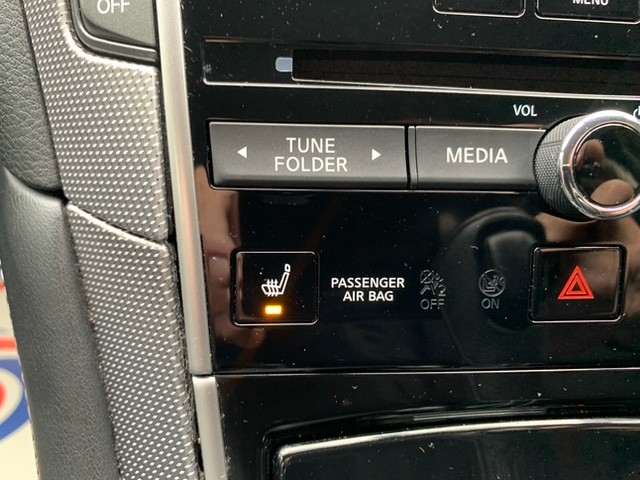 OFF
MENU
VOL
TUNE
FOLDER
MEDIA
PASSENGER
AIR BAG
OFF
ON